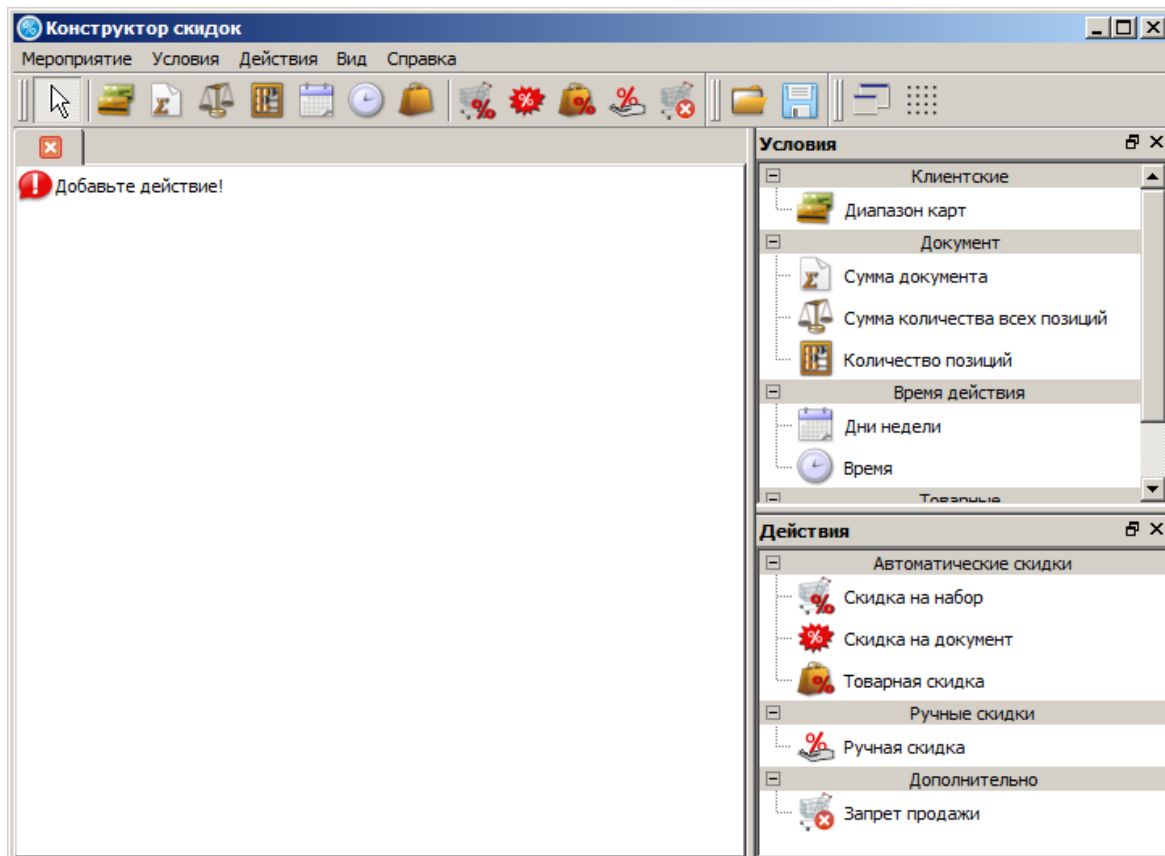 Конструктор скидок
Мероприятие Условия Действия Вид Справка
Добавьте действие!
Условия
Клиентские
Диапазон карт
Документ
Сумма документа
Сумма количества всех позиций
Количество позиций
Время действия
Дни недели
Время
Товарные
Действия
Автоматические скидки
Скидка на набор
Скидка на документ
Товарная скидка
Ручные скидки
Ручная скидка
Дополнительно
Запрет продажи